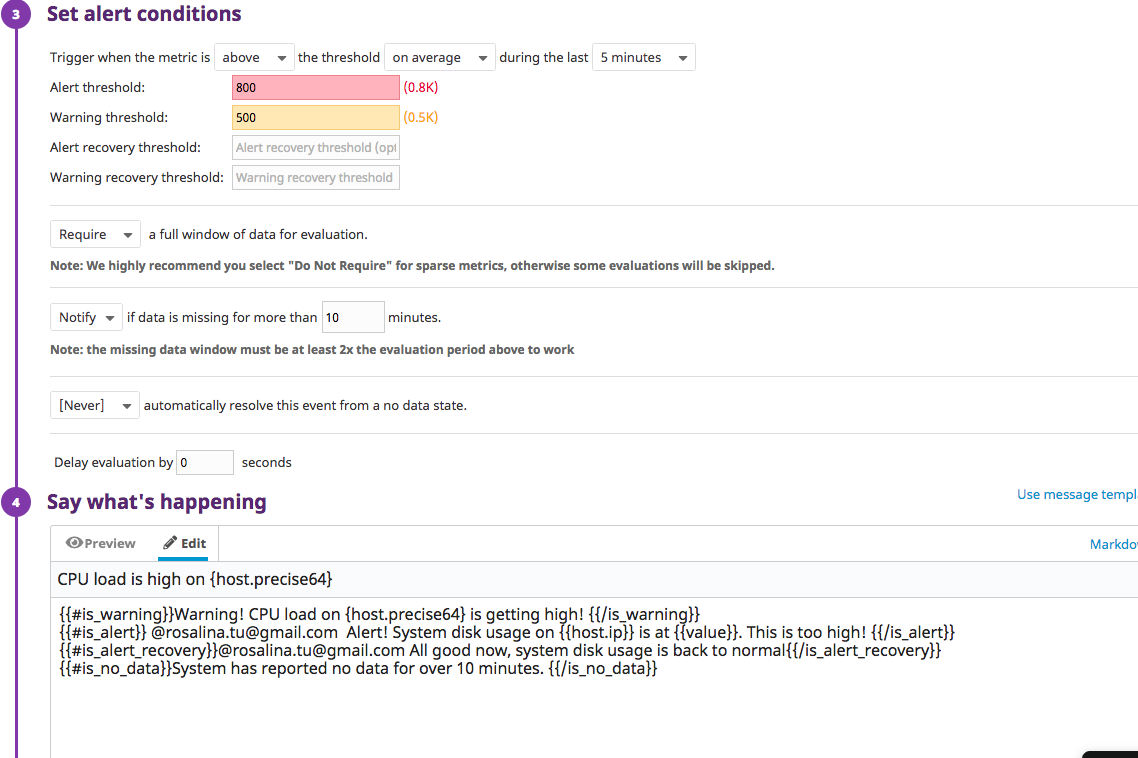 3 Set alert conditions
Trigger when the metric is above the threshold on average during the last 5 minutes
Alert threshold: 800 (0.8K)
Warning threshold: 500 (0.5K)
Alert recovery threshold: Alert recovery threshold (opt
Warning recovery threshold: Warning recovery threshold
Require a full window of data for evaluation.
Note: We highly recommend you select "Do Not Require" for sparse metrics, otherwise some evaluations will be skipped.
Notify if data is missing for more than 10 minutes.
Note: the missing data window must be at least 2x the evaluation period above to work
[Never] automatically resolve this event from a no data state.
Delay evaluation by 0 seconds
4 Say what's happening
Use message templ
Preview Edit
Markdo
CPU load is high on {host.precise64}
{{#is_warning}}Warning! CPU load on {host.precise64} is getting high! {{/is_warning}}
{{#is_alert}} @rosalina.tu@gmail.com Alert! System disk usage on {{host.ip}} is at {{value}}. This is too high! {{/is_alert}}
{{#is_alert_recovery}}@rosalina.tu@gmail.com All good now, system disk usage is back to normal{{/is_alert_recovery}}
{{#is_no_data}}System has reported no data for over 10 minutes. {{/is_no_data}}